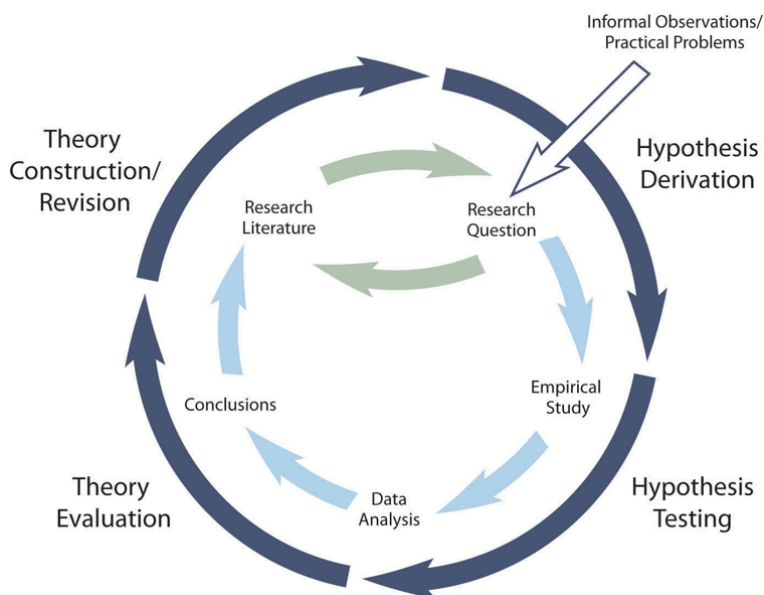 Informal Observations/
Practical Problems
Theory
Construction/
Revision
Hypothesis
Derivation
Research
Literature
Research
Question
Empirical
Study
Conclusions
Data
Analysis
Theory
Evaluation
Hypothesis
Testing